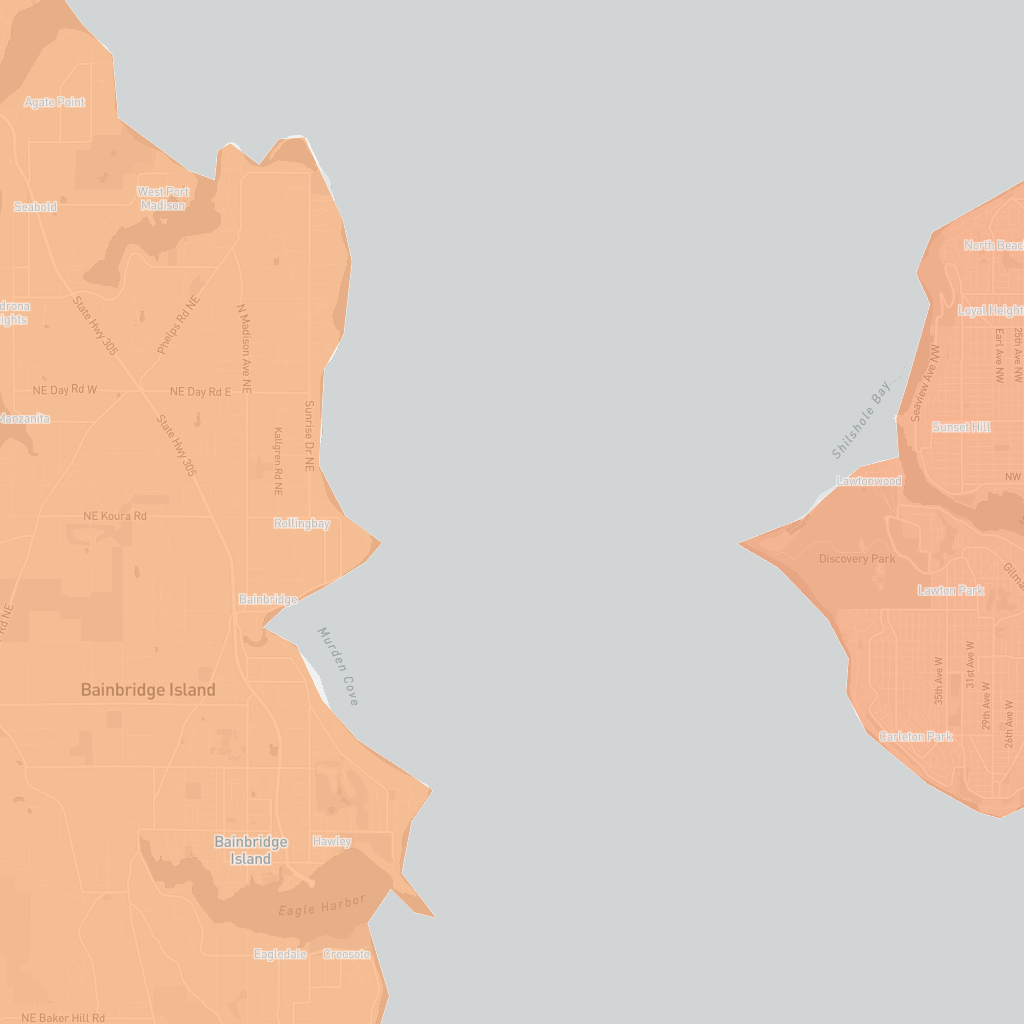 Agate Point
West Port
Madison
Seabold
North Beac
Loyal Height
drona
ights
State Hwy 305
Phelps Rd NE
N Madison Ave NE
Earl Ave NW
25th Ave NW
Seaview Ave NW
NE Day Rd W
NE Day Rd E
Shilshole Bay
Manzanita
State Hwy 305
Kallgren Rd NE
Sunrise Dr NE
Sunset Hill
NW
Lawtonwood
NE Koura Rd
Rollingbay
Discovery Park
Gilma
Lawton Park
Bainbridge
Rd NE
Murden Cove
35th Ave W
31st Ave W
29th Ave W
26th Ave W
Bainbridge Island
Carleton Park
Bainbridge
Island
Hawley
Eagle Harbor
Eagledale
Creosote
NE Baker Hill Rd